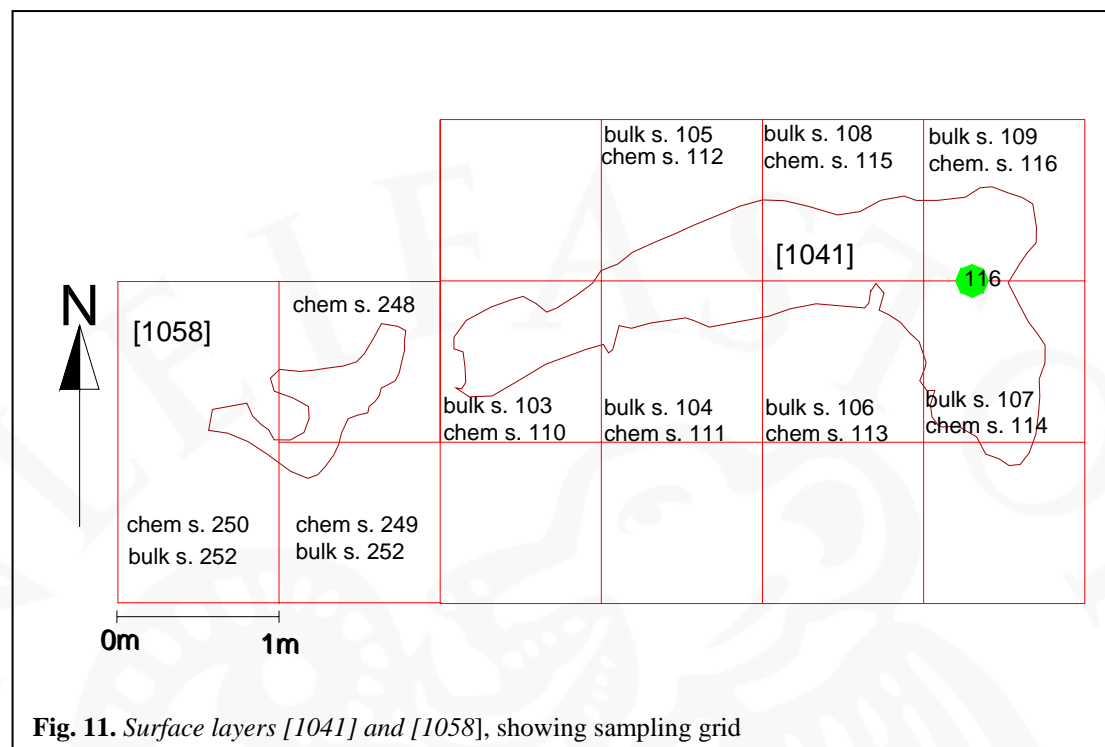 bulk s. 105
chem s. 112
bulk s. 108
chem. s. 115
bulk s. 109
chem. s. 116
[1041]
116
N
[1058]
chem s. 248
bulk s. 103
chem s. 110
bulk s. 104
chem s. 111
bulk s. 106
chem s. 113
bulk s. 107
chem s. 114
chem s. 250
bulk s. 252
chem s. 249
bulk s. 252
0m
1m
Fig. 11. Surface layers [1041] and [1058], showing sampling grid